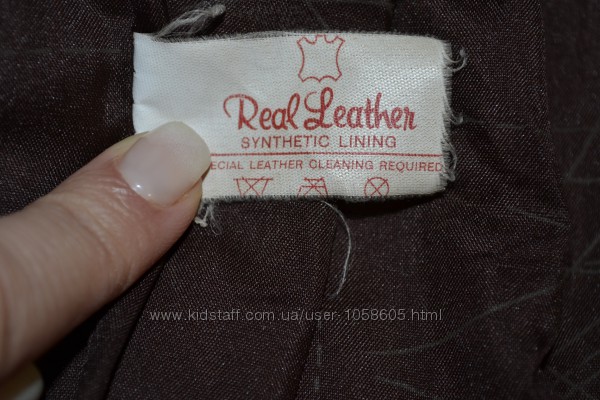 Real Leather
SYNTHETIC LINING
ECIAL LEATHER CLEANING REQUIRED
www.kidstaff.com.ua/user-1058605.html